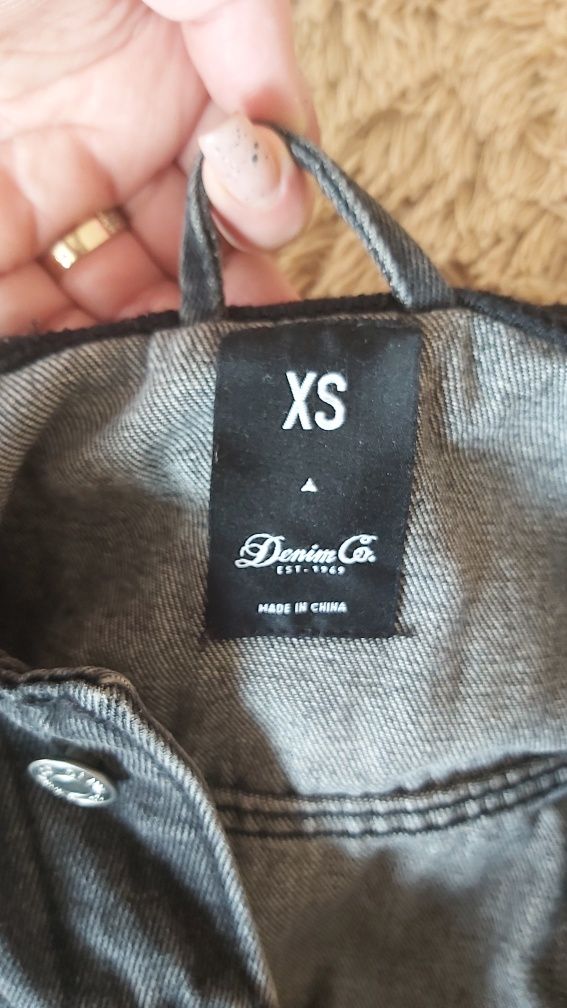 XS
Denim Co.
EST-1969
MADE IN CHINA